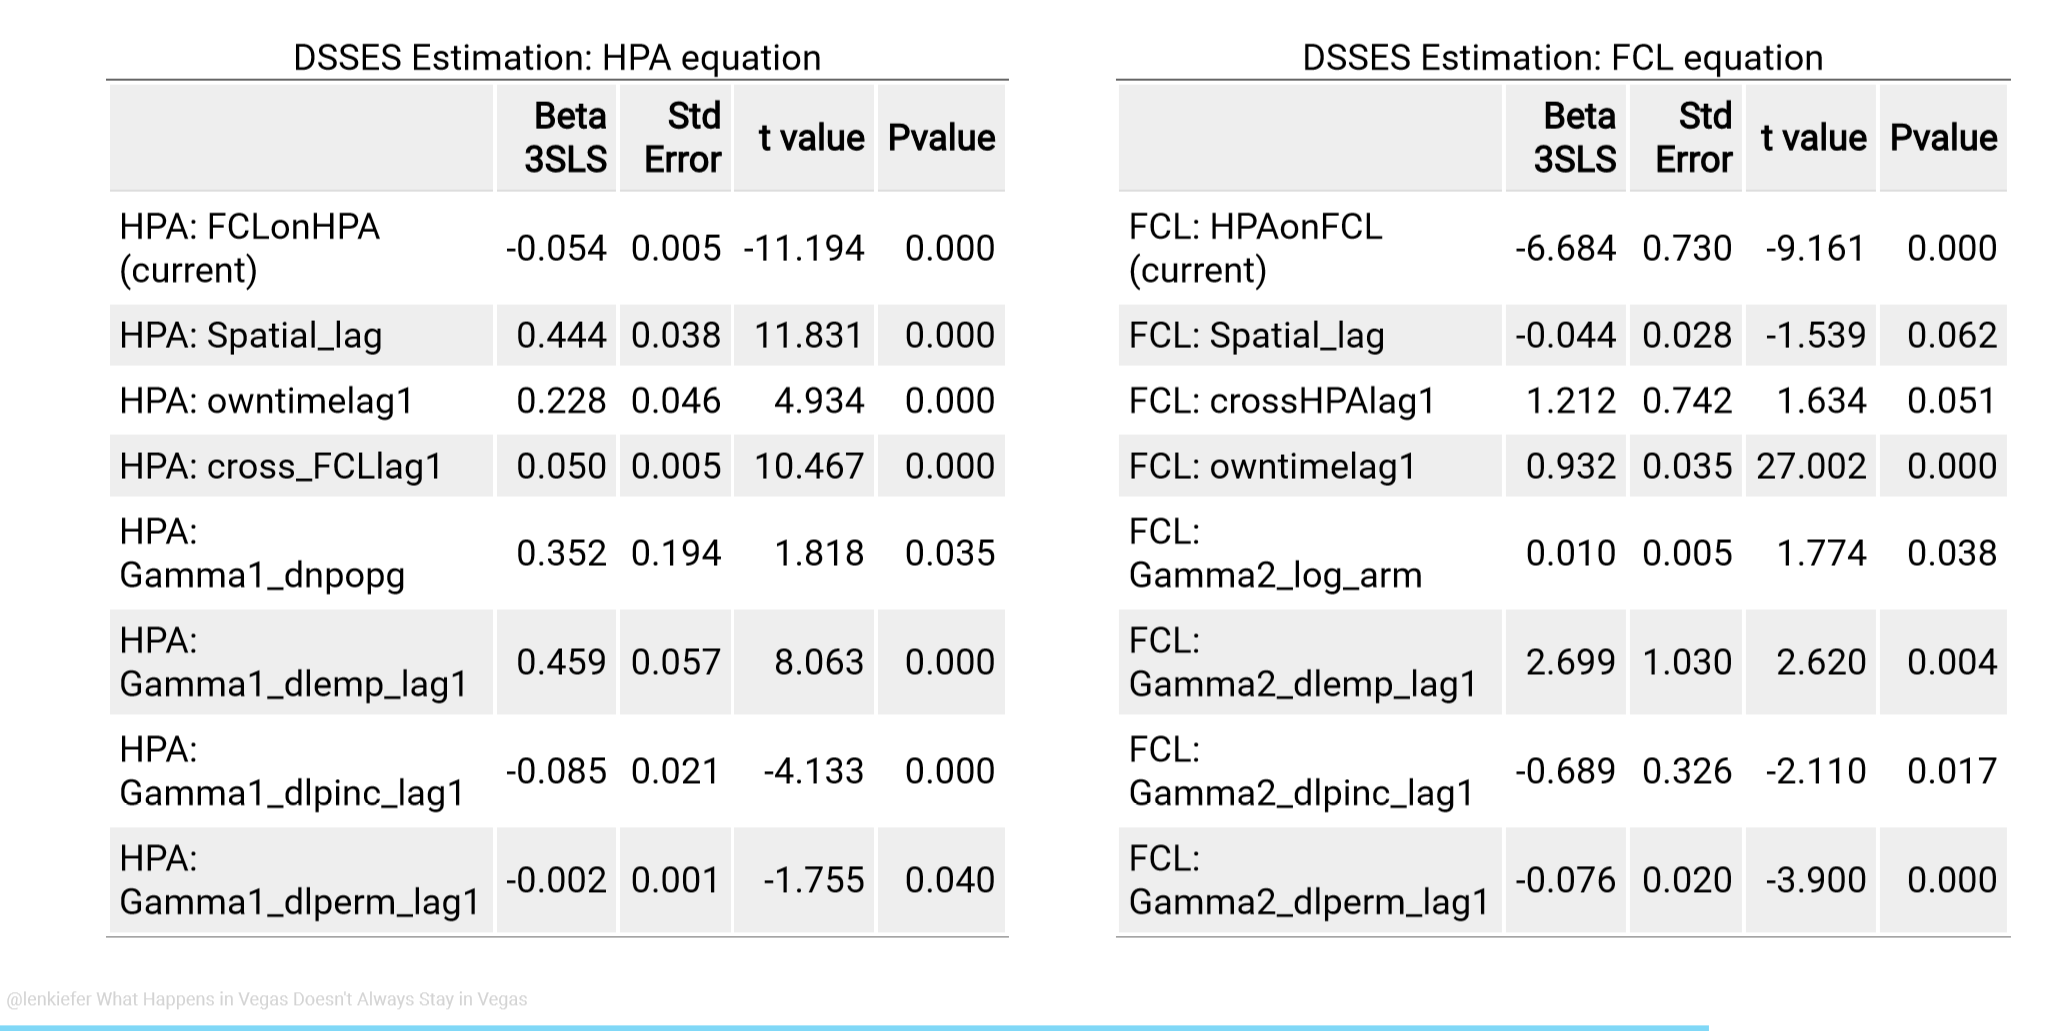 DSSES Estimation: HPA equation
Beta 3SLS Std Error t value Pvalue
HPA: FCLonHPA (current) -0.054 0.005 -11.194 0.000
HPA: Spatial_lag 0.444 0.038 11.831 0.000
HPA: owntimelag1 0.228 0.046 4.934 0.000
HPA: cross_FCLlag1 0.050 0.005 10.467 0.000
HPA: Gamma1_dnpopg 0.352 0.194 1.818 0.035
HPA: Gamma1_dlemp_lag1 0.459 0.057 8.063 0.000
HPA: Gamma1_dlpinc_lag1 -0.085 0.021 -4.133 0.000
HPA: Gamma1_dlperm_lag1 -0.002 0.001 -1.755 0.040
DSSES Estimation: FCL equation
Beta 3SLS Std Error t value Pvalue
FCL: HPAonFCL (current) -6.684 0.730 -9.161 0.000
FCL: Spatial_lag -0.044 0.028 -1.539 0.062
FCL: crossHPAlag1 1.212 0.742 1.634 0.051
FCL: owntimelag1 0.932 0.035 27.002 0.000
FCL: Gamma2_log_arm 0.010 0.005 1.774 0.038
FCL: Gamma2_dlemp_lag1 2.699 1.030 2.620 0.004
FCL: Gamma2_dlpinc_lag1 -0.689 0.326 -2.110 0.017
FCL: Gamma2_dlperm_lag1 -0.076 0.020 -3.900 0.000
@lenkiefer What Happens in Vegas Doesn't Always Stay in Vegas